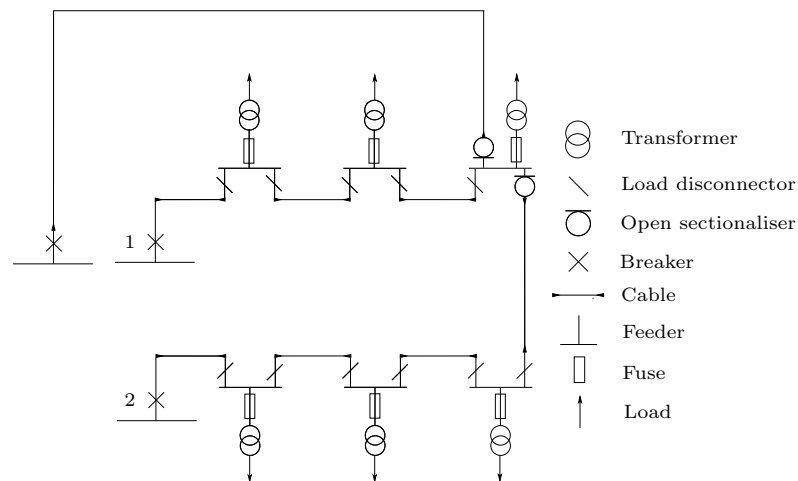 Transformer
Load disconnector
Open sectionaliser
1
Breaker
Cable
Feeder
Fuse
2
Load